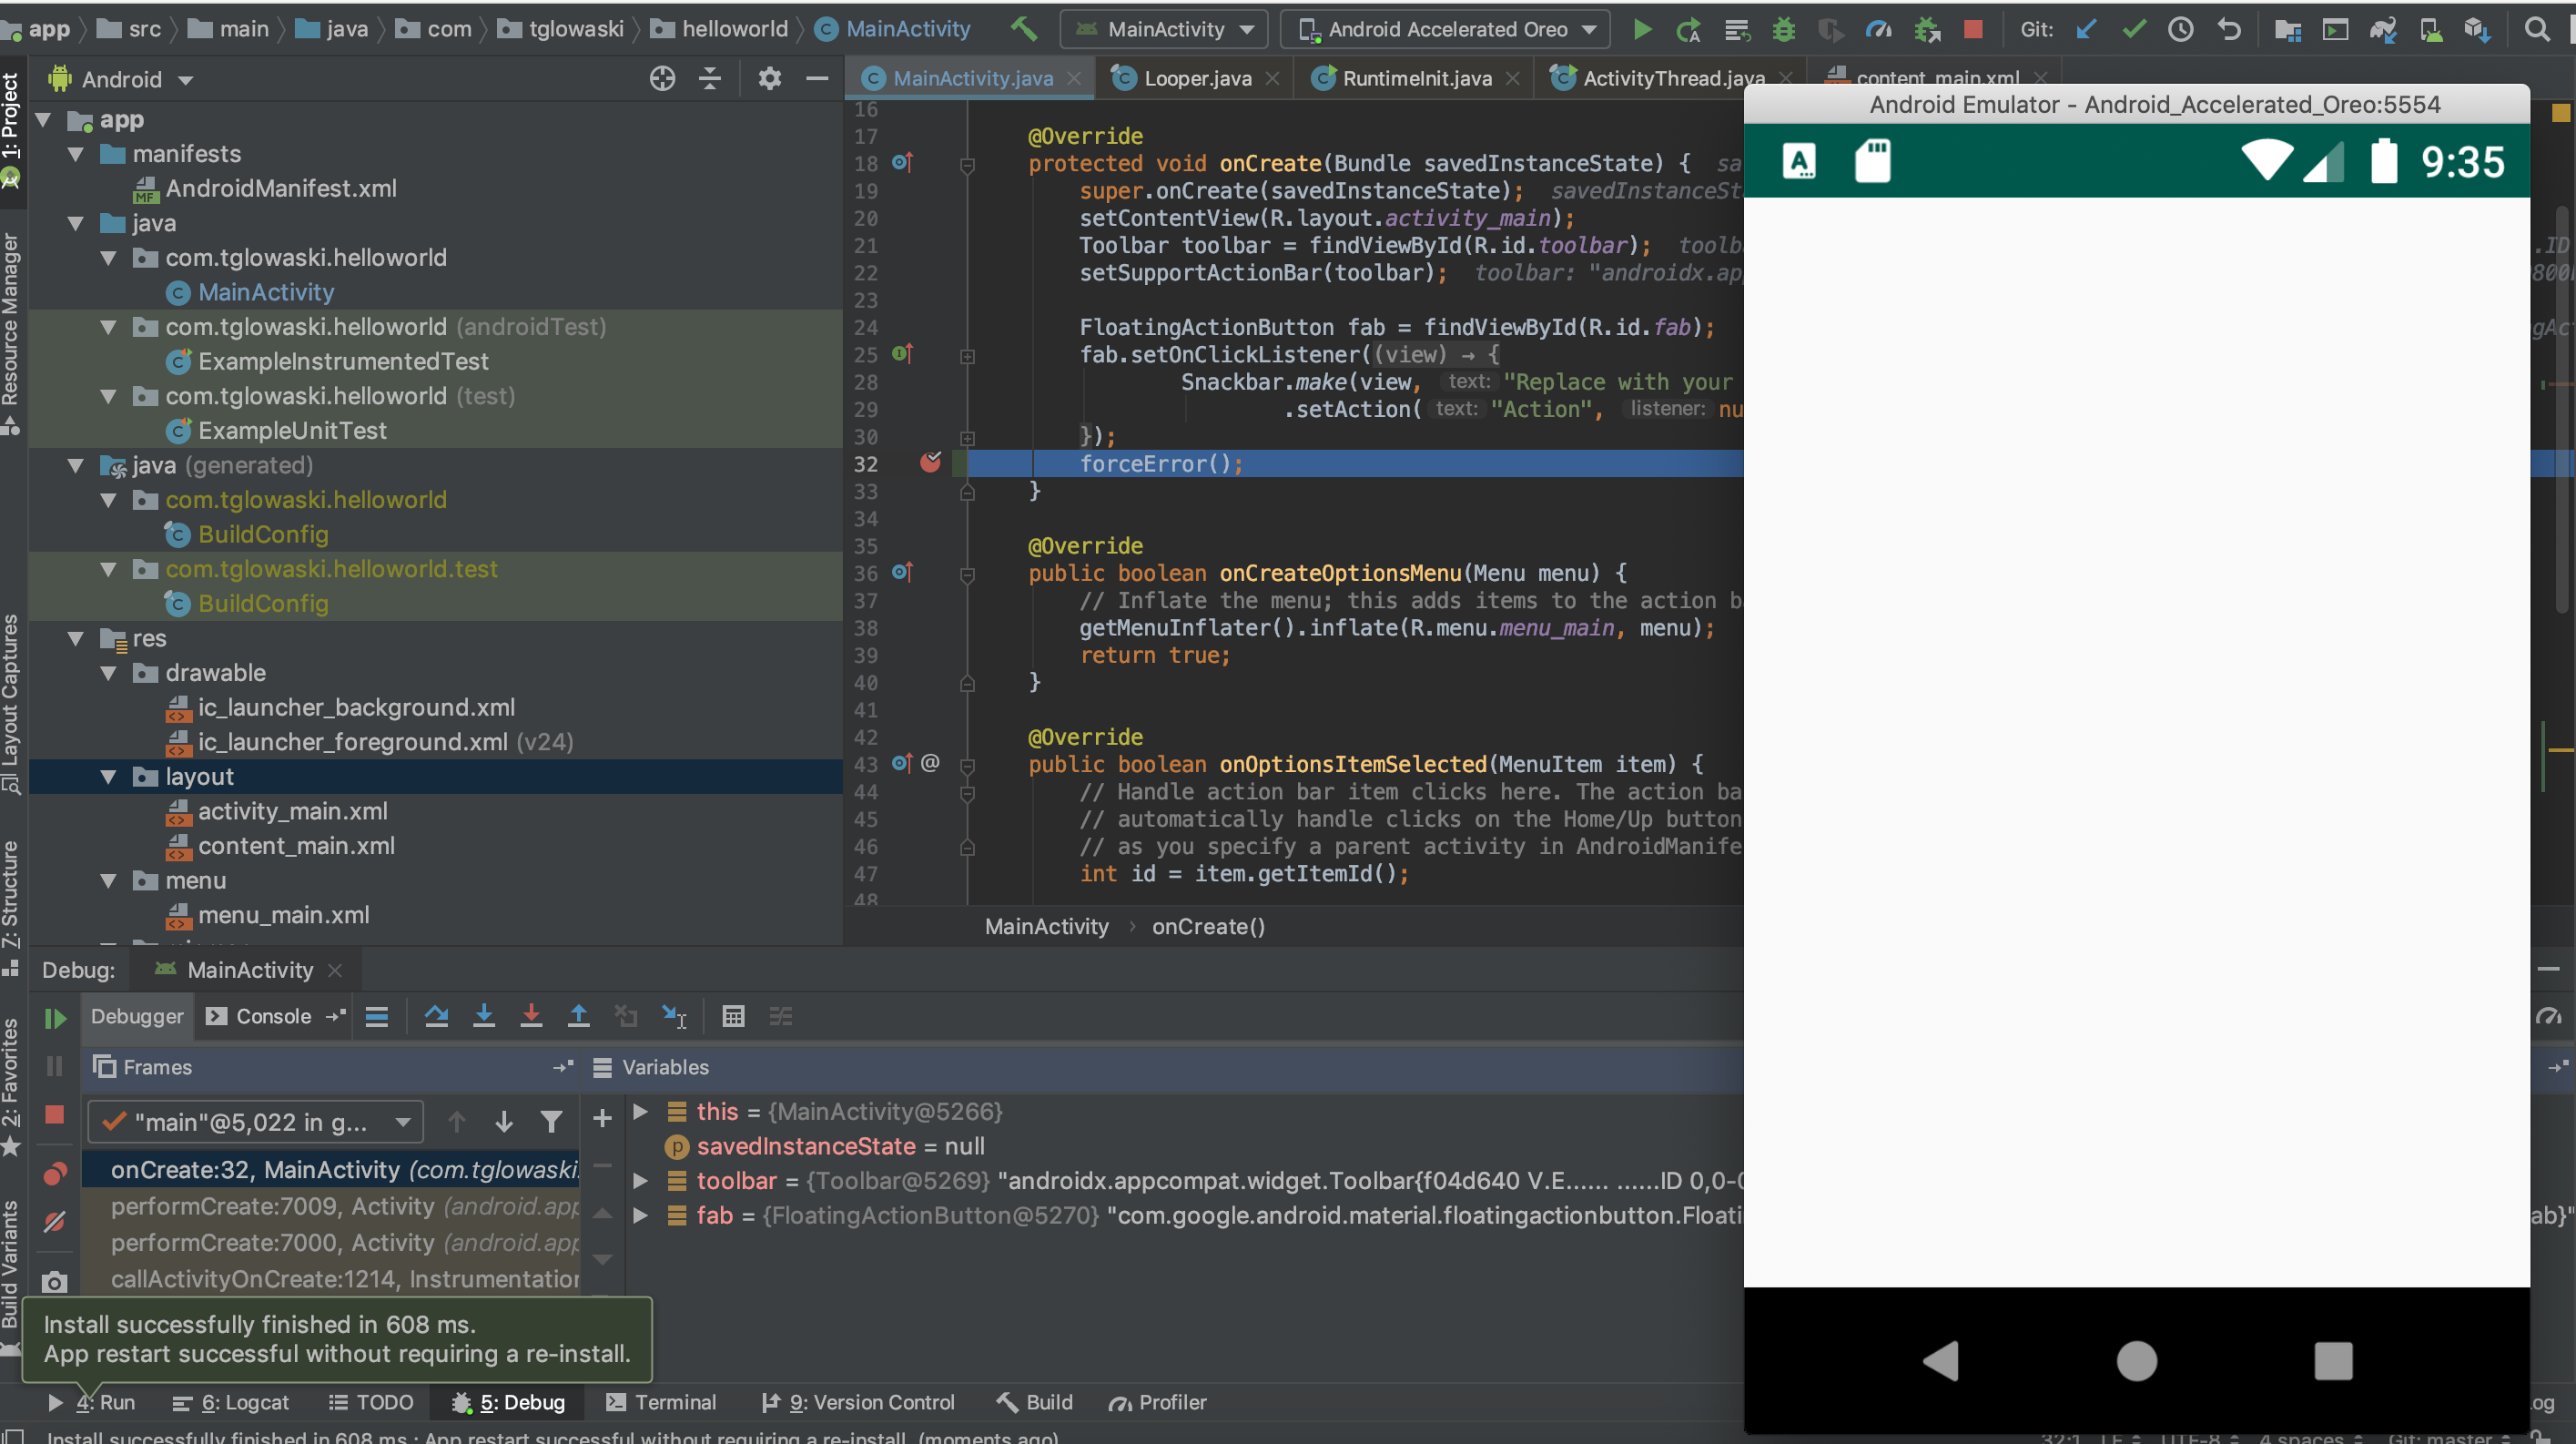 app src main java com tglowaski helloworld MainActivity MainActivity Android Accelerated Oreo Git:
Android
MainActivity.java Looper.java RuntimeInit.java ActivityThread.java content_main.xml
1: Project
Resource Manager
Layout Captures
7: Structure
2: Favorites
Build Variants
app
manifests
AndroidManifest.xml
java
com.tglowaski.helloworld
MainActivity
com.tglowaski.helloworld (androidTest)
ExampleInstrumentedTest
com.tglowaski.helloworld (test)
ExampleUnitTest
java (generated)
com.tglowaski.helloworld
BuildConfig
com.tglowaski.helloworld.test
BuildConfig
res
drawable
ic_launcher_background.xml
ic_launcher_foreground.xml (v24)
layout
activity_main.xml
content_main.xml
menu
menu_main.xml
16
17 @Override
18 protected void onCreate(Bundle savedInstanceState) { sa
19 super.onCreate(savedInstanceState); savedInstanceSt
20 setContentView(R.layout.activity_main);
21 Toolbar toolbar = findViewById(R.id.toolbar); toolb .ID
22 setSupportActionBar(toolbar); toolbar: "androidx.ap 800
23
24 FloatingActionButton fab = findViewById(R.id.fab); gAc
25 fab.setOnClickListener((view) → {
28 Snackbar.make(view, text: "Replace with your
29 .setAction( text: "Action", listener: nu
30 });
32 forceError();
33 }
34
35 @Override
36 public boolean onCreateOptionsMenu(Menu menu) {
37 // Inflate the menu; this adds items to the action b
38 getMenuInflater().inflate(R.menu.menu_main, menu);
39 return true;
40 }
41
42 @Override
43 @ public boolean onOptionsItemSelected(MenuItem item) {
44 // Handle action bar item clicks here. The action ba
45 // automatically handle clicks on the Home/Up button
46 // as you specify a parent activity in AndroidManife
47 int id = item.getItemId();
48
MainActivity › onCreate()
Android Emulator - Android_Accelerated_Oreo:5554
A 9:35
Debug: MainActivity
Debugger Console
Frames
Variables
"main"@5,022 in g...
onCreate:32, MainActivity (com.tglowaski.
performCreate:7009, Activity (android.app
performCreate:7000, Activity (android.app
callActivityOnCreate:1214, Instrumentation
this = {MainActivity@5266}
p savedInstanceState = null
toolbar = {Toolbar@5269} "androidx.appcompat.widget.Toolbar{f04d640 V.E...... ......ID 0,0-0
fab = {FloatingActionButton@5270} "com.google.android.material.floatingactionbutton.Floati ab}"
Install successfully finished in 608 ms.
App restart successful without requiring a re-install.
4: Run 6: Logcat TODO 5: Debug Terminal 9: Version Control Build Profiler og
Install successfully finished in 608 ms.: App restart successful without requiring a re-install. (moments ago) 32:1 LF UTF-8 4 spaces Git: master